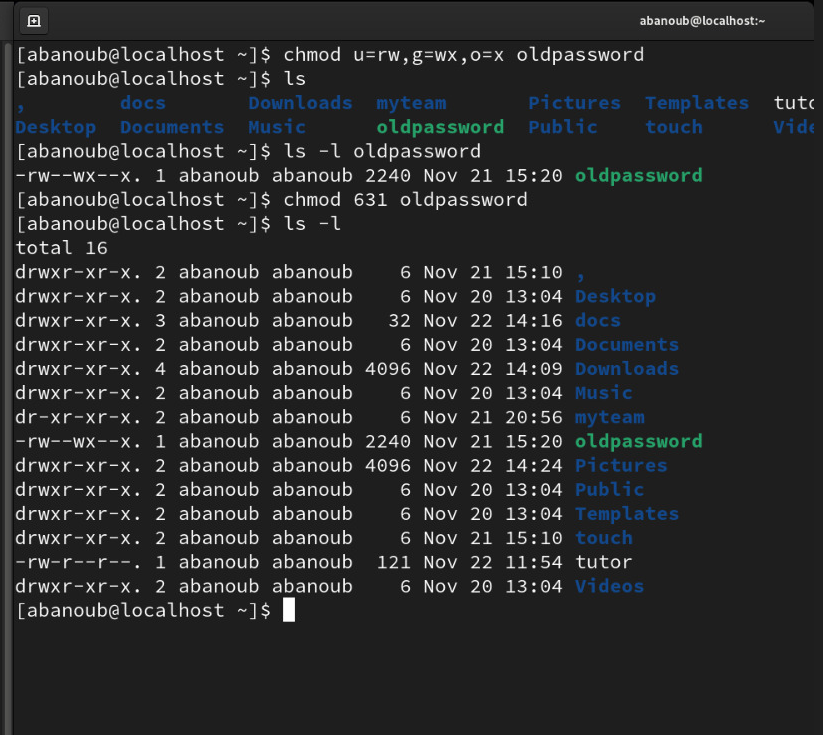 abanoub@localhost:~
[abanoub@localhost ~]$ chmod u=rw,g=wx,o=x oldpassword
[abanoub@localhost ~]$ ls
,        docs       Downloads  myteam       Pictures  Templates  tuto
Desktop  Documents  Music      oldpassword  Public    touch      Vide
[abanoub@localhost ~]$ ls -l oldpassword
-rw--wx--x. 1 abanoub abanoub 2240 Nov 21 15:20 oldpassword
[abanoub@localhost ~]$ chmod 631 oldpassword
[abanoub@localhost ~]$ ls -l
total 16
drwxr-xr-x. 2 abanoub abanoub    6 Nov 21 15:10 ,
drwxr-xr-x. 2 abanoub abanoub    6 Nov 20 13:04 Desktop
drwxr-xr-x. 3 abanoub abanoub   32 Nov 22 14:16 docs
drwxr-xr-x. 2 abanoub abanoub    6 Nov 20 13:04 Documents
drwxr-xr-x. 4 abanoub abanoub 4096 Nov 22 14:09 Downloads
drwxr-xr-x. 2 abanoub abanoub    6 Nov 20 13:04 Music
dr-xr-xr-x. 2 abanoub abanoub    6 Nov 21 20:56 myteam
-rw--wx--x. 1 abanoub abanoub 2240 Nov 21 15:20 oldpassword
drwxr-xr-x. 2 abanoub abanoub 4096 Nov 22 14:24 Pictures
drwxr-xr-x. 2 abanoub abanoub    6 Nov 20 13:04 Public
drwxr-xr-x. 2 abanoub abanoub    6 Nov 20 13:04 Templates
drwxr-xr-x. 2 abanoub abanoub    6 Nov 21 15:10 touch
-rw-r--r--. 1 abanoub abanoub  121 Nov 22 11:54 tutor
drwxr-xr-x. 2 abanoub abanoub    6 Nov 20 13:04 Videos
[abanoub@localhost ~]$